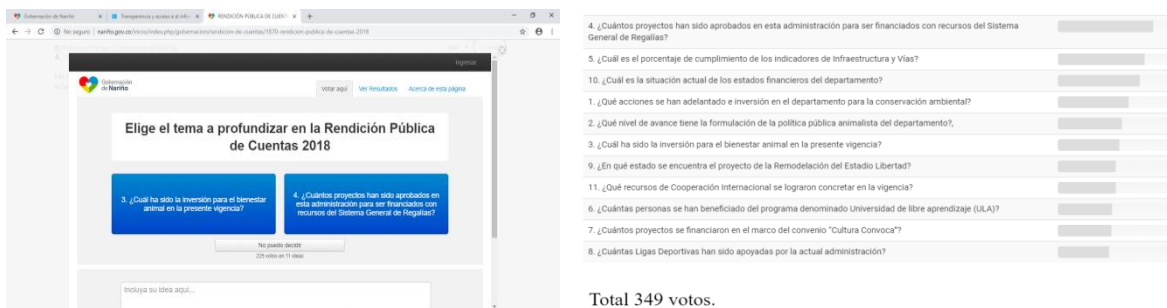 Gobernación de Nariño
Transparencia y acceso a al info
RENDICIÓN PÚBLICA DE CUENT
No seguro | nariño.gov.co/inicio/index.php/gobernacion/rendicion-de-cuentas/1870-rendicion-publica-de-cuentas-2018
Ingresar
Gobernación
de Nariño
Votar aquí
Ver Resultados
Acerca de esta página
Elige el tema a profundizar en la Rendición Pública
de Cuentas 2018
3. ¿Cuál ha sido la inversión para el bienestar
animal en la presente vigencia?
4. ¿Cuántos proyectos han sido aprobados en
esta administración para ser financiados con
recursos del Sistema General de Regalías?
No puedo decidir
225 votos en 11 ideas
Incluya su idea aquí...
4. ¿Cuántos proyectos han sido aprobados en esta administración para ser financiados con recursos del Sistema
General de Regalías?
5. ¿Cuál es el porcentaje de cumplimiento de los indicadores de Infraestructura y Vías?
10. ¿Cuál es la situación actual de los estados financieros del departamento?
1. ¿Qué acciones se han adelantado e inversión en el departamento para la conservación ambiental?
2. ¿Qué nivel de avance tiene la formulación de la política pública animalista del departamento?,
3. ¿Cuál ha sido la inversión para el bienestar animal en la presente vigencia?
9. ¿En qué estado se encuentra el proyecto de la Remodelación del Estadio Libertad?
11. ¿Qué recursos de Cooperación Internacional se lograron concretar en la vigencia?
6. ¿Cuántas personas se han beneficiado del programa denominado Universidad de libre aprendizaje (ULA)?
7. ¿Cuántos proyectos se financiaron en el marco del convenio "Cultura Convoca"?
8. ¿Cuántas Ligas Deportivas han sido apoyadas por la actual administración?
Total 349 votos.